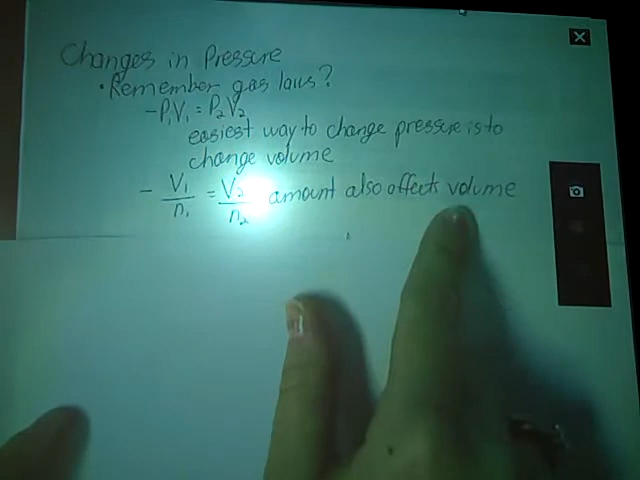 Changes in Pressure
• Remember gas laws?
- P₁V₁ = P₂V₂
easiest way to change pressure is to
change volume
- V₁/n₁ = V₂/n₂ amount also affects volume